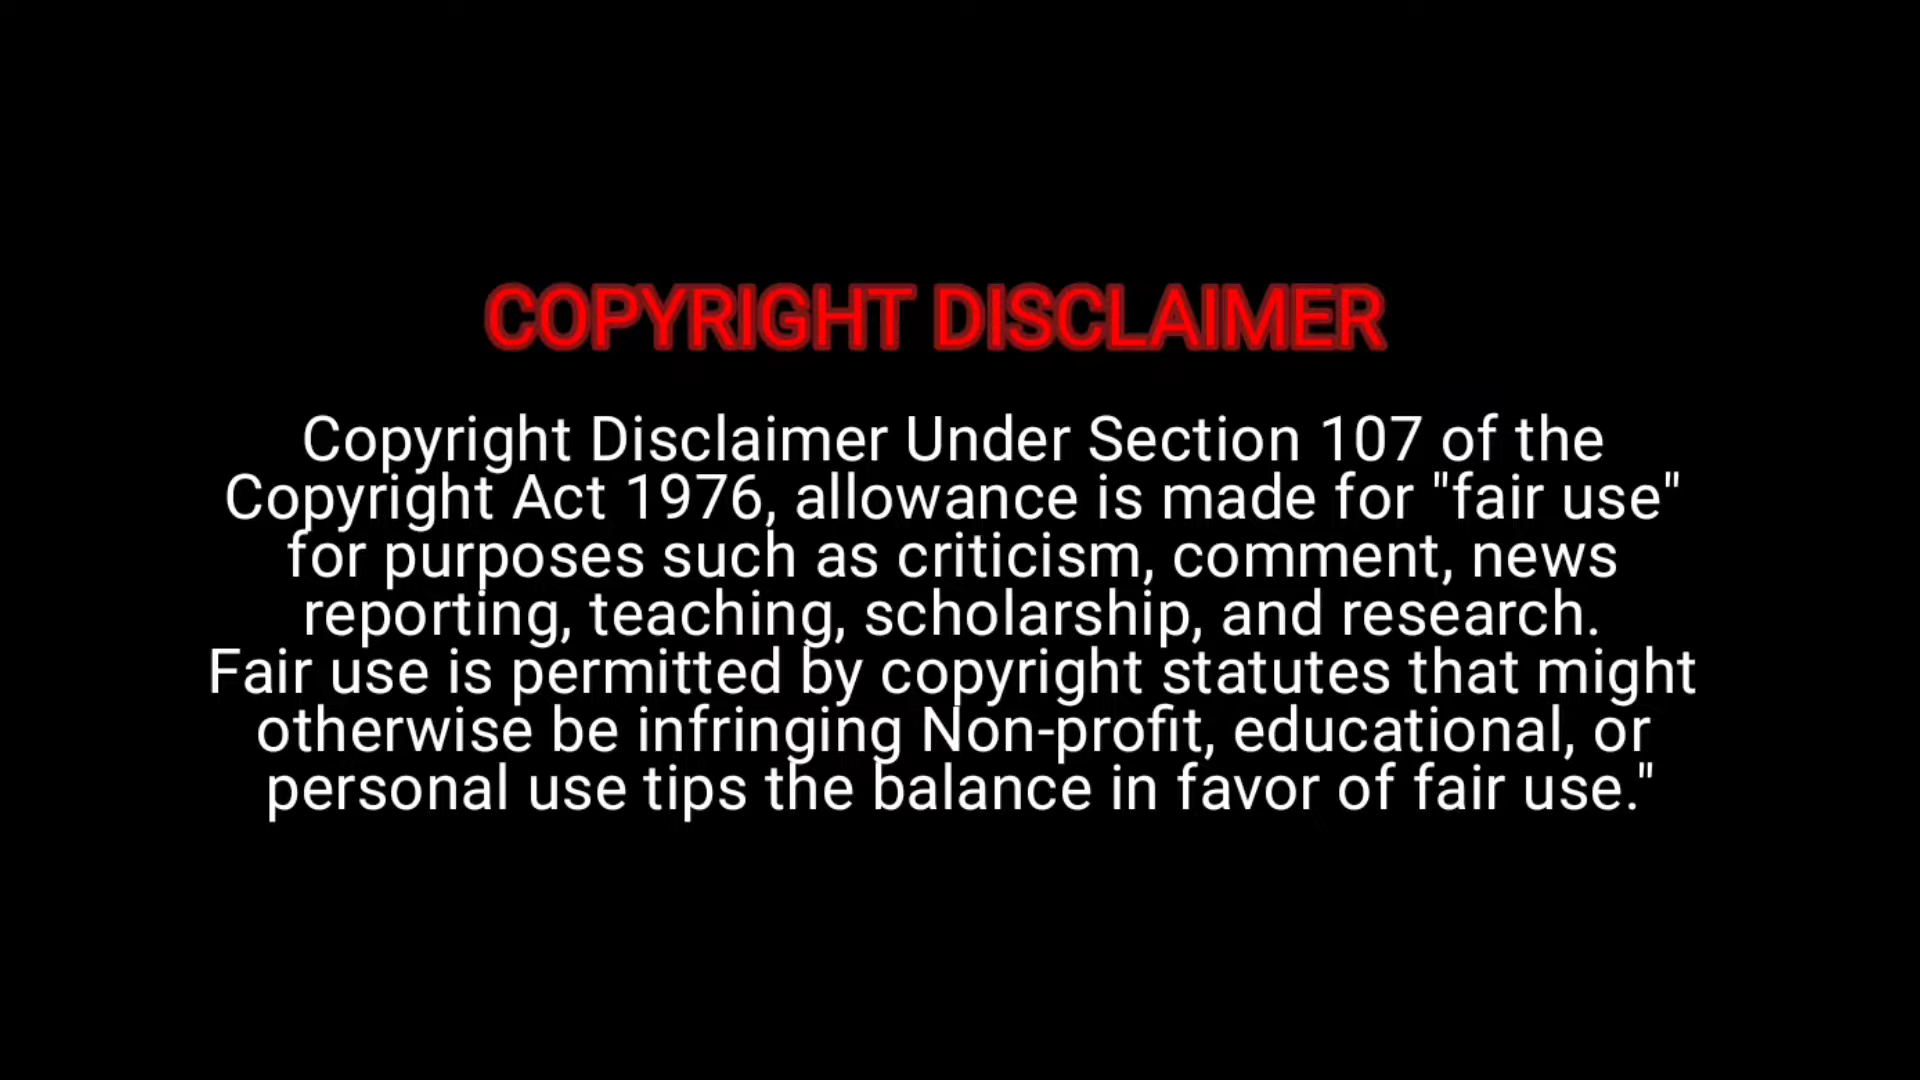 COPYRIGHT DISCLAIMER
Copyright Disclaimer Under Section 107 of the
Copyright Act 1976, allowance is made for "fair use"
for purposes such as criticism, comment, news
reporting, teaching, scholarship, and research.
Fair use is permitted by copyright statutes that might
otherwise be infringing Non-profit, educational, or
personal use tips the balance in favor of fair use."